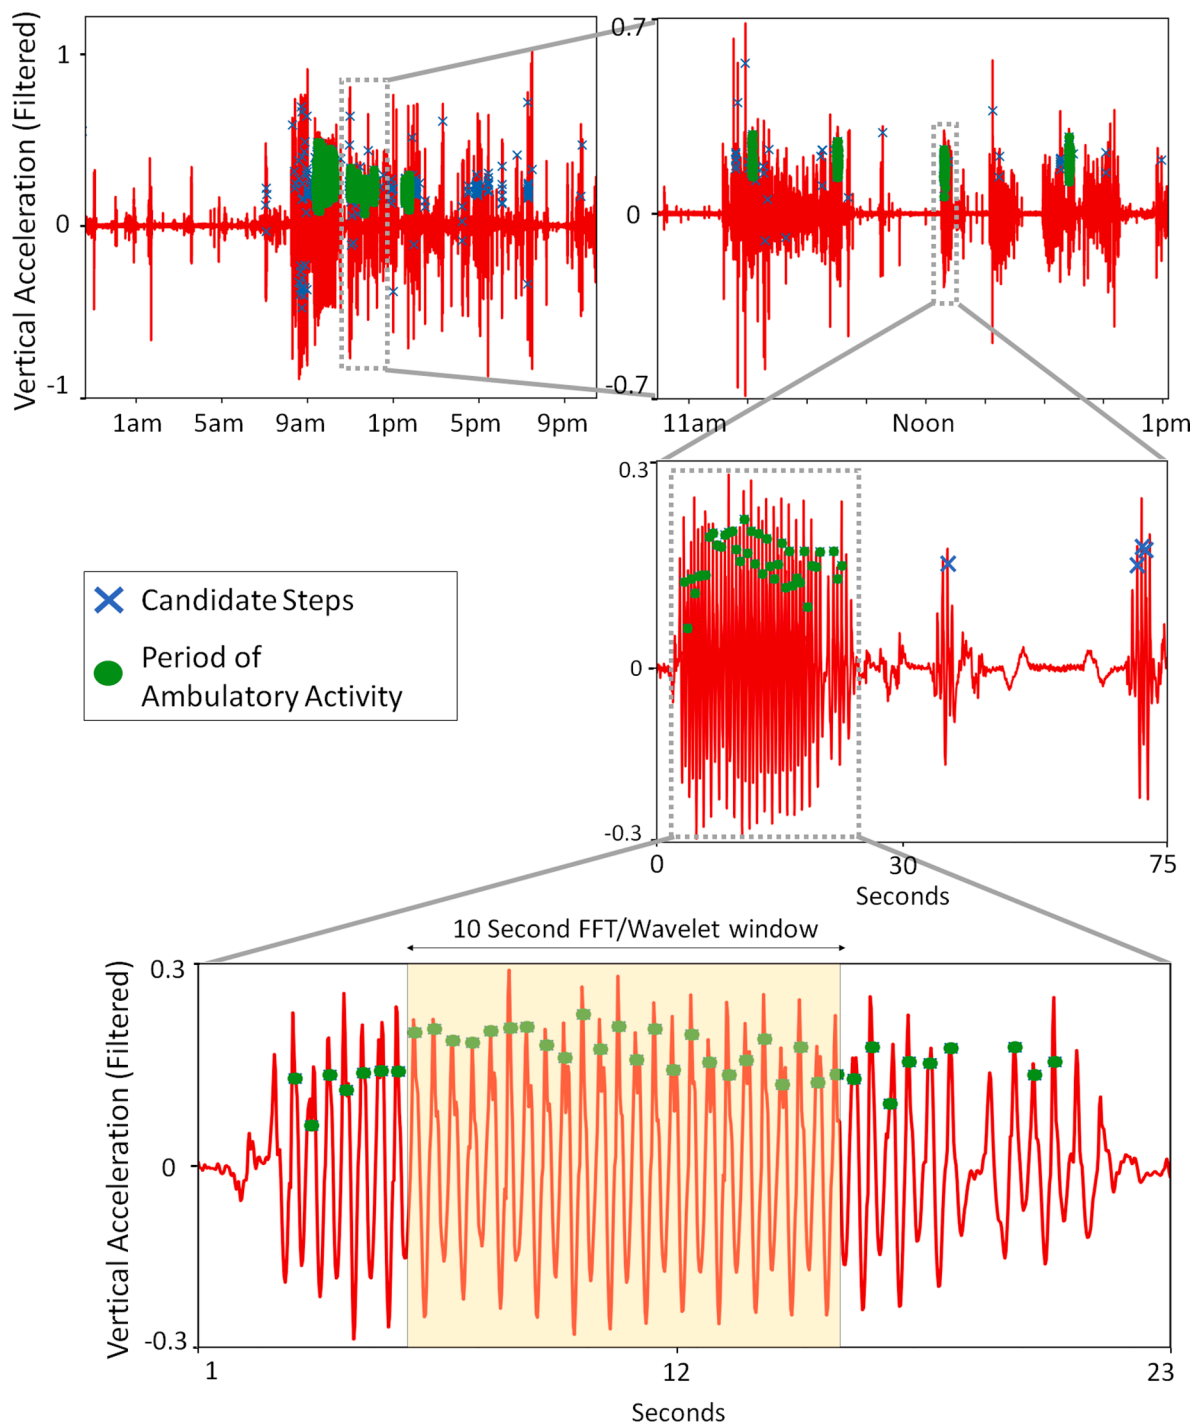 Vertical Acceleration (Filtered)
1
0
-1
1am 5am 9am 1pm 5pm 9pm
0.7
0
-0.7
11am Noon 1pm
0.3
0
-0.3
0 30 75
Seconds
Candidate Steps
Period of
Ambulatory Activity
10 Second FFT/Wavelet window
Vertical Acceleration (Filtered)
0.3
0
-0.3
1 12 23
Seconds